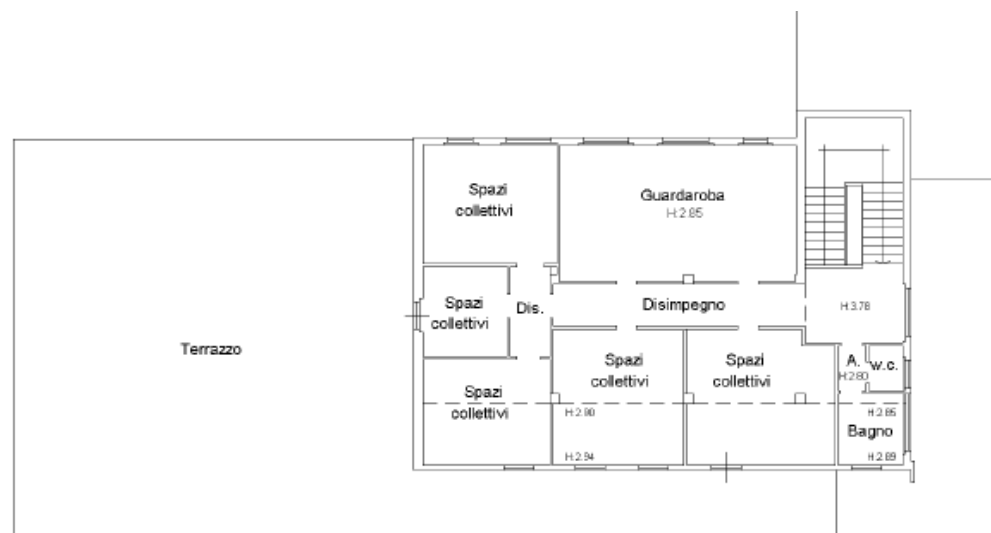 Spazi
collettivi
Guardaroba
H:2.85
Spazi
collettivi
Dis.
Disimpegno
H:3.78
Terrazzo
Spazi
collettivi
Spazi
collettivi
Spazi
collettivi
A.
H:2.80
w.c.
H:2.90
H:2.85
Bagno
H:2.94
H:2.89